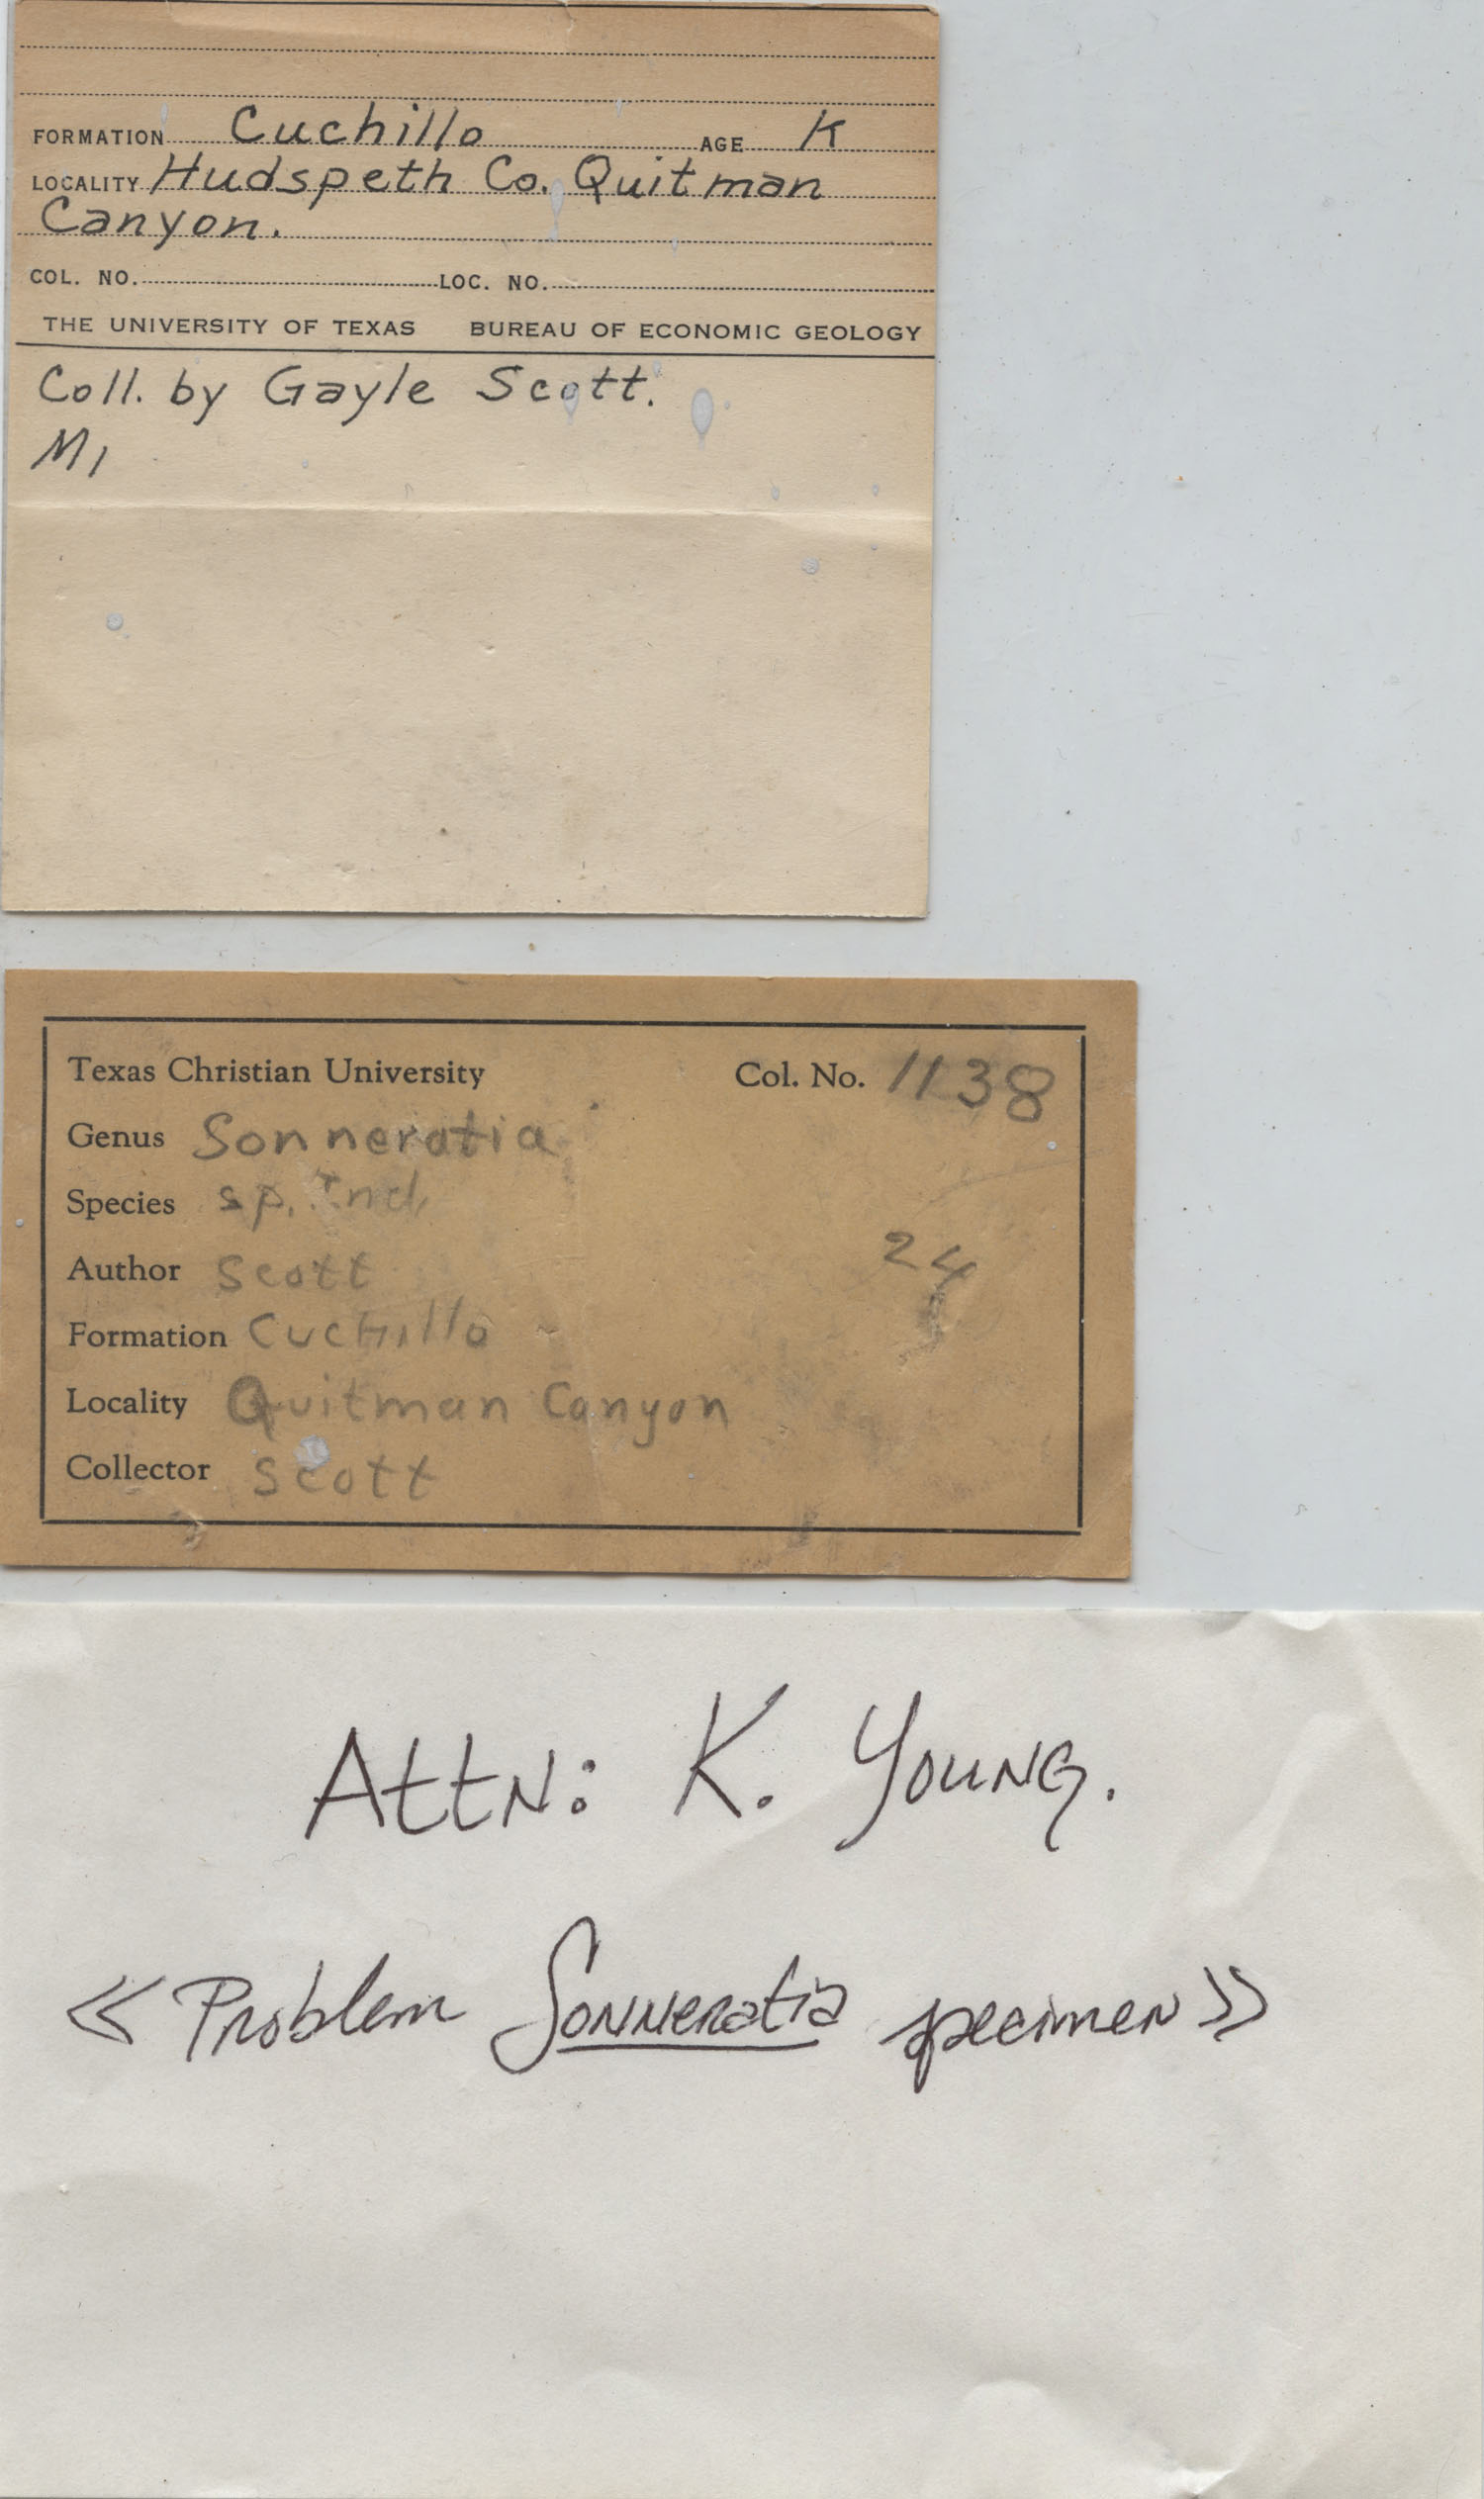 FORMATION Cuchillo AGE K
LOCALITY Hudspeth Co. Quitman
Canyon.
COL. NO. LOC. NO.
THE UNIVERSITY OF TEXAS BUREAU OF ECONOMIC GEOLOGY
Coll. by Gayle Scott.
M1
Texas Christian University Col. No. 1138
Genus Sonneratia
Species sp. Ind.
24
Author Scott
Formation Cuchillo
Locality Quitman Canyon
Collector Scott
Attn: K. Young.
<< Problem Sonneratia specimen >>